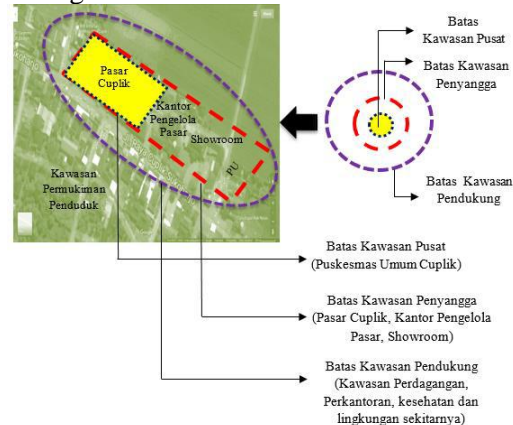 Pasar
Cuplik
Kantor
Pengelola
Pasar
Showroom
PU
Kawasan
Permukiman
Penduduk
Batas
Kawasan Pusat
Batas Kawasan
Penyangga
Batas Kawasan
Pendukung
Batas Kawasan Pusat
(Puskesmas Umum Cuplik)
Batas Kawasan Penyangga
(Pasar Cuplik, Kantor Pengelola
Pasar, Showroom)
Batas Kawasan Pendukung
(Kawasan Perdagangan,
Perkantoran, kesehatan dan
lingkungan sekitarnya)